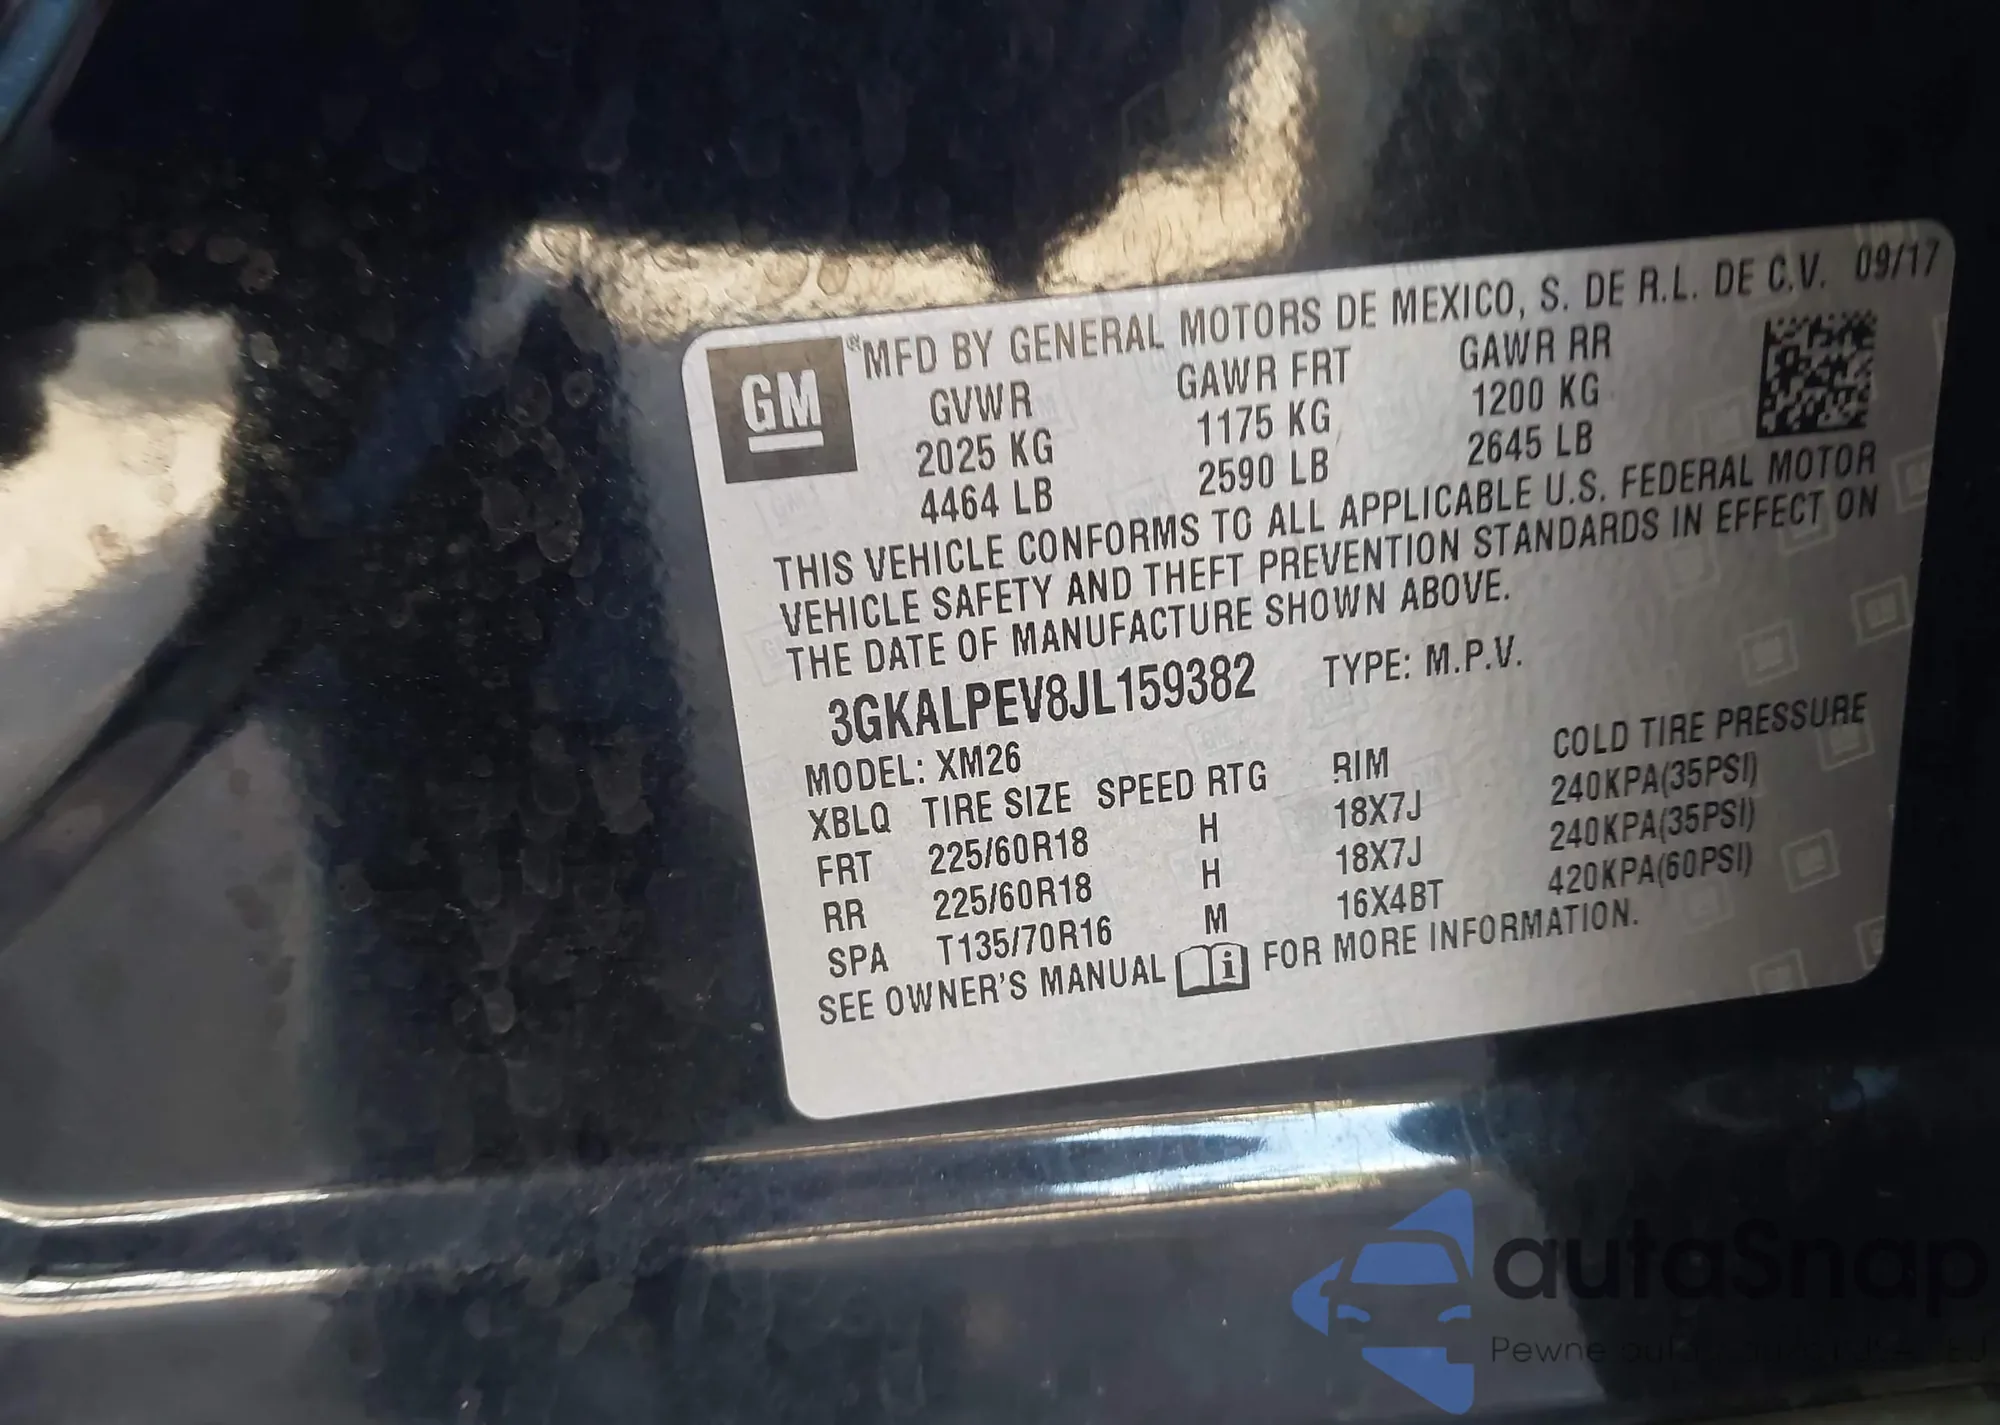 GM
®MFD BY GENERAL MOTORS DE MEXICO, S. DE R.L. DE C.V. 09/17
GVWR GAWR FRT GAWR RR
2025 KG 1175 KG 1200 KG
4464 LB 2590 LB 2645 LB
THIS VEHICLE CONFORMS TO ALL APPLICABLE U.S. FEDERAL MOTOR
VEHICLE SAFETY AND THEFT PREVENTION STANDARDS IN EFFECT ON
THE DATE OF MANUFACTURE SHOWN ABOVE.
3GKALPEV8JL159382 TYPE: M.P.V.
MODEL: XM26
XBLQ TIRE SIZE SPEED RTG RIM COLD TIRE PRESSURE
FRT 225/60R18 H 18X7J 240KPA(35PSI)
RR 225/60R18 H 18X7J 240KPA(35PSI)
SPA T135/70R16 M 16X4BT 420KPA(60PSI)
SEE OWNER'S MANUAL FOR MORE INFORMATION.
autaSnap
Pewne